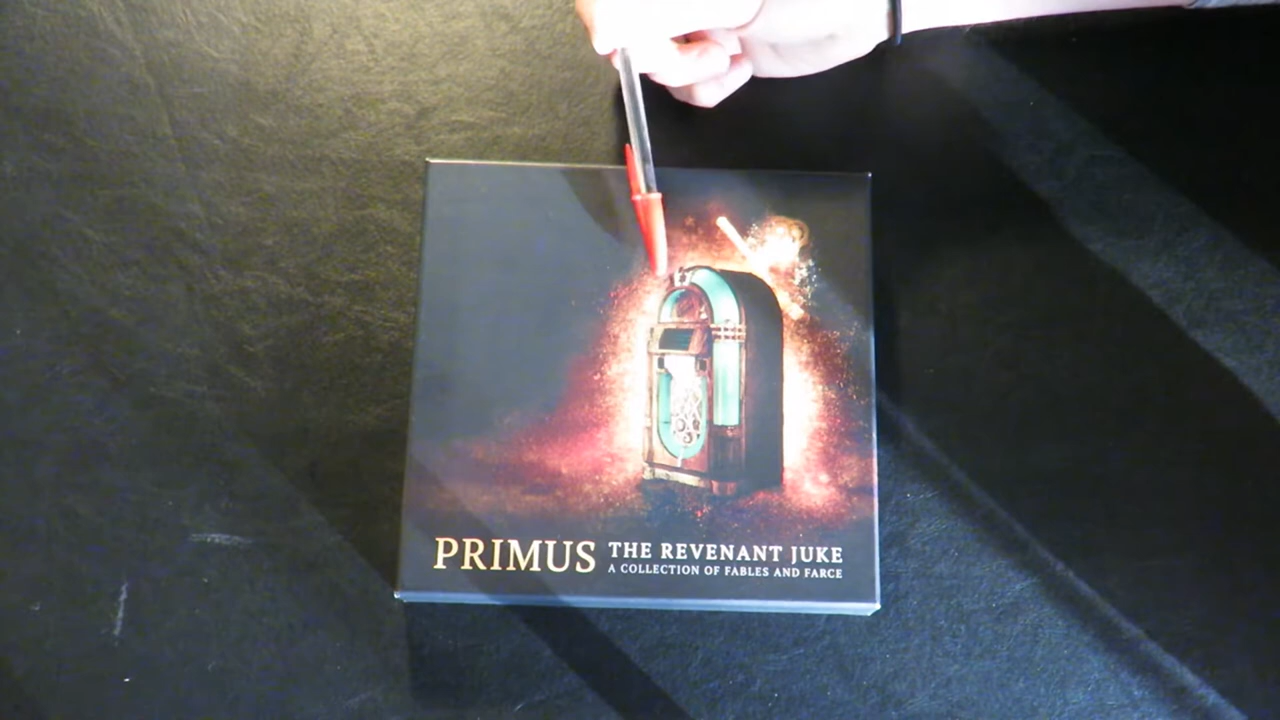 PRIMUS
THE REVENANT JUKE
A COLLECTION OF FABLES AND FARCE